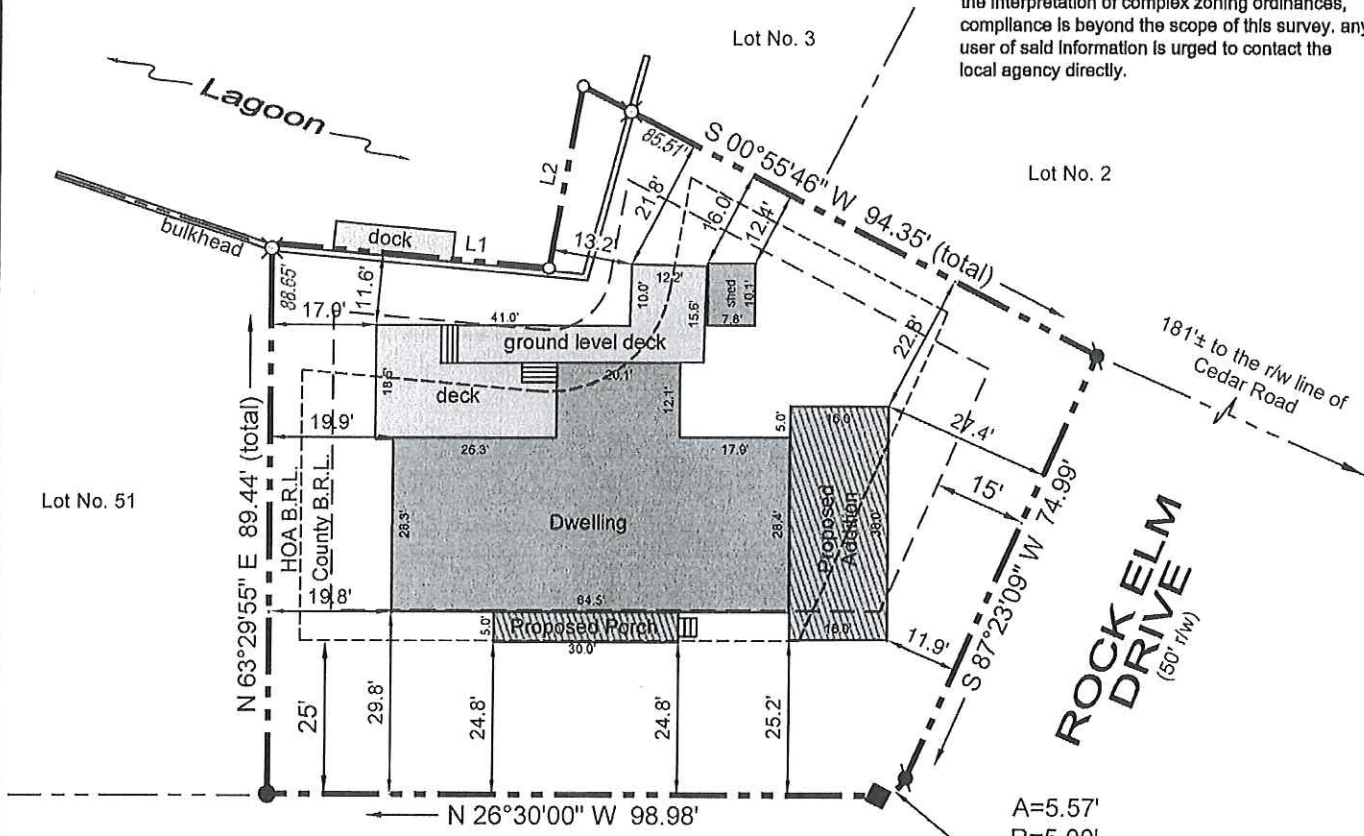 the interpretation of complex zoning ordinances,
compliance is beyond the scope of this survey, any
user of said information is urged to contact the
local agency directly.
Lot No. 3
Lagoon
Lot No. 2
S 00°55'46" W 94.35' (total)
85.51'
L2
21.8'
16.0'
12.4'
bulkhead
dock
L1
13.2'
12.2'
88.65'
11.6'
17.9'
10.0'
15.6'
shed
10.1'
7.8'
41.0'
ground level deck
22.8'
181'± to the r/w line of
Cedar Road
deck
20.1'
12.1'
19.9'
26.3'
17.9'
5.0'
16.0'
27.4'
15'
N 63°29'55" E 89.44' (total)
Lot No. 51
HOA B.R.L.
County B.R.L.
28.3'
Dwelling
28.4'
Proposed
Addition
38.0'
S 87°23'09" W 74.99'
ROCK ELM
DRIVE
(50' r/w)
19.8'
64.5'
5.0'
Proposed Porch
30.0'
16.0'
11.9'
25'
29.8'
24.8'
24.8'
25.2'
N 26°30'00" W 98.98'
A=5.57'